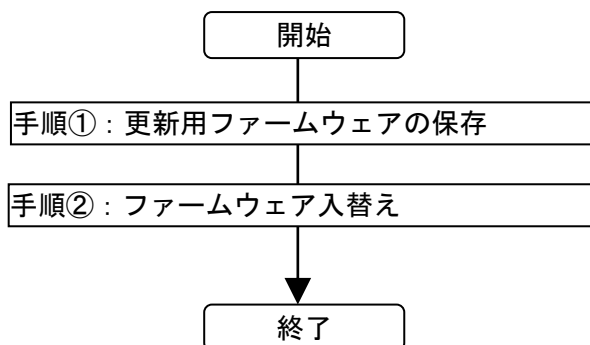 開始
手順①：更新用ファームウェアの保存
手順②：ファームウェア入替え
終了